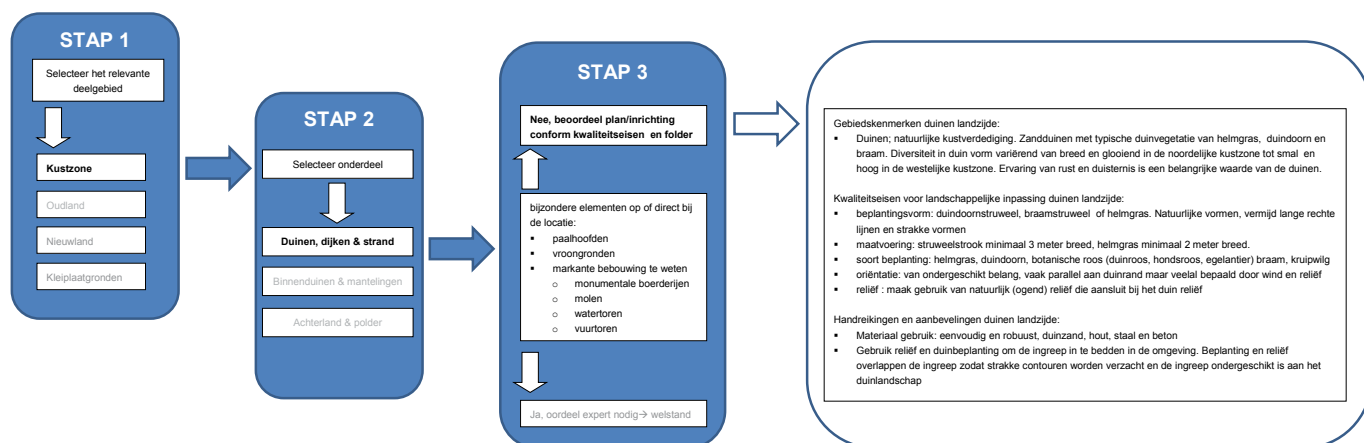 STAP 1
Selecteer het relevante
deelgebied
Kustzone
Oudland
Nieuwland
Kleiplaatgronden
STAP 2
Selecteer onderdeel
Duinen, dijken & strand
Binnenduinen & mantelingen
Achterland & polder
STAP 3
Nee, beoordeel plan/inrichting
conform kwaliteitseisen en folder
bijzondere elementen op of direct bij
de locatie:
▪ paalhoofden
▪ vroongronden
▪ markante bebouwing te weten
o monumentale boerderijen
o molen
o watertoren
o vuurtoren
Ja, oordeel expert nodig→ welstand
Gebiedskenmerken duinen landzijde:
▪ Duinen; natuurlijke kustverdediging. Zandduinen met typische duinvegetatie van helmgras, duindoorn en
braam. Diversiteit in duin vorm variërend van breed en glooiend in de noordelijke kustzone tot smal en
hoog in de westelijke kustzone. Ervaring van rust en duisternis is een belangrijke waarde van de duinen.
Kwaliteitseisen voor landschappelijke inpassing duinen landzijde:
▪ beplantingsvorm: duindoornstruweel, braamstruweel of helmgras. Natuurlijke vormen, vermijd lange rechte
lijnen en strakke vormen
▪ maatvoering: struweelstrook minimaal 3 meter breed, helmgras minimaal 2 meter breed.
▪ soort beplanting: helmgras, duindoorn, botanische roos (duinroos, hondsroos, egelantier) braam, kruipwilg
▪ oriëntatie: van ondergeschikt belang, vaak parallel aan duinrand maar veelal bepaald door wind en reliëf
▪ reliëf : maak gebruik van natuurlijk (ogend) reliëf die aansluit bij het duin reliëf
Handreikingen en aanbevelingen duinen landzijde:
▪ Materiaal gebruik: eenvoudig en robuust, duinzand, hout, staal en beton
▪ Gebruik reliëf en duinbeplanting om de ingreep in te bedden in de omgeving. Beplanting en reliëf
overlappen de ingreep zodat strakke contouren worden verzacht en de ingreep ondergeschikt is aan het
duinlandschap